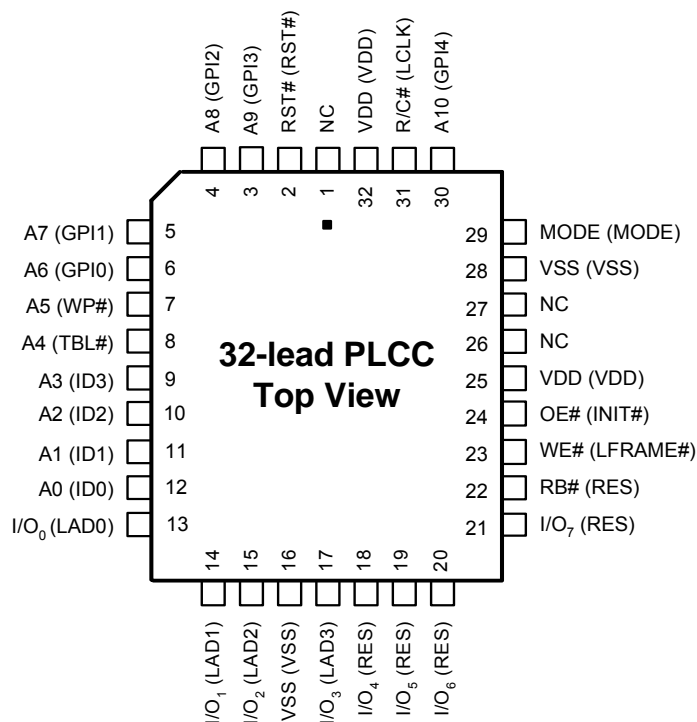 A8 (GPI2)
A9 (GPI3)
RST# (RST#)
NC
VDD (VDD)
R/C# (LCLK)
A10 (GPI4)
4
3
2
1
32
31
30
A7 (GPI1) 5
A6 (GPI0) 6
A5 (WP#) 7
A4 (TBL#) 8
A3 (ID3) 9
A2 (ID2) 10
A1 (ID1) 11
A0 (ID0) 12
I/O₀ (LAD0) 13
32-lead PLCC
Top View
29 MODE (MODE)
28 VSS (VSS)
27 NC
26 NC
25 VDD (VDD)
24 OE# (INIT#)
23 WE# (LFRAME#)
22 RB# (RES)
21 I/O₇ (RES)
14
15
16
17
18
19
20
I/O₁ (LAD1)
I/O₂ (LAD2)
VSS (VSS)
I/O₃ (LAD3)
I/O₄ (RES)
I/O₅ (RES)
I/O₆ (RES)